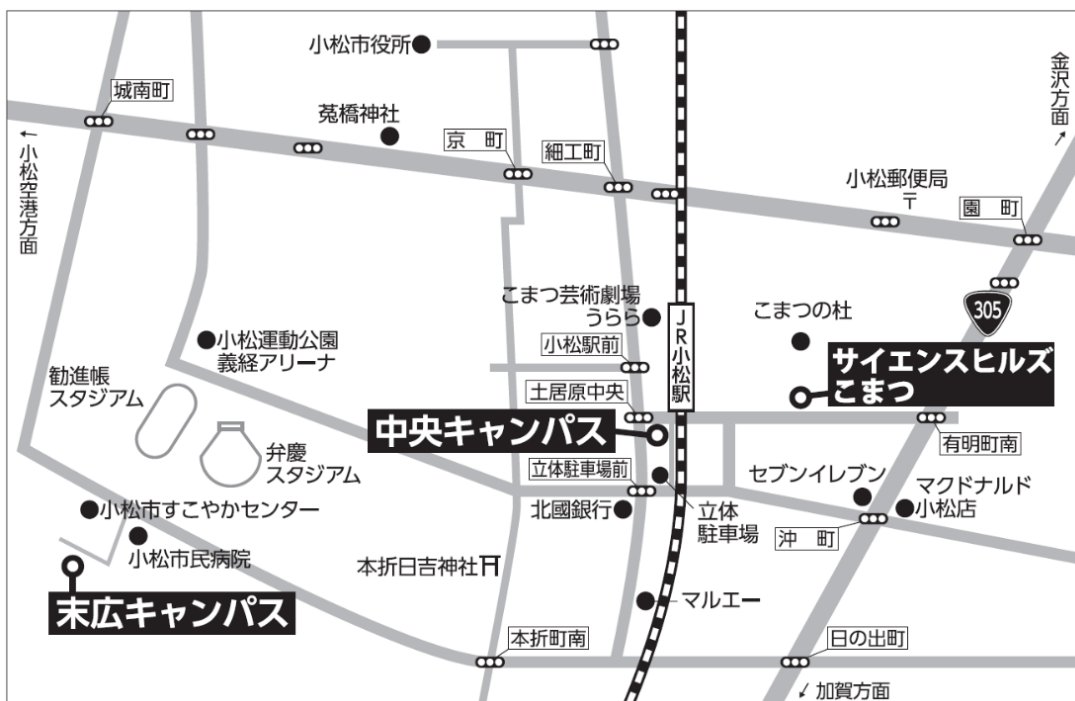 小松市役所
城南町
菟橋神社
京 町
細工町
金沢方面
↗
↑
小松空港方面
小松郵便局
〒
園 町
305
こまつ芸術劇場
うらら
こまつの杜
小松駅前
JR小松駅
サイエンスヒルズ
こまつ
小松運動公園
義経アリーナ
勧進帳
スタジアム
土居原中央
中央キャンパス
有明町南
弁慶
スタジアム
立体駐車場前
セブンイレブン
マクドナルド
小松店
小松市すこやかセンター
北國銀行
立体
駐車場
沖 町
小松市民病院
本折日吉神社
末広キャンパス
マルエー
本折町南
日の出町
↙ 加賀方面